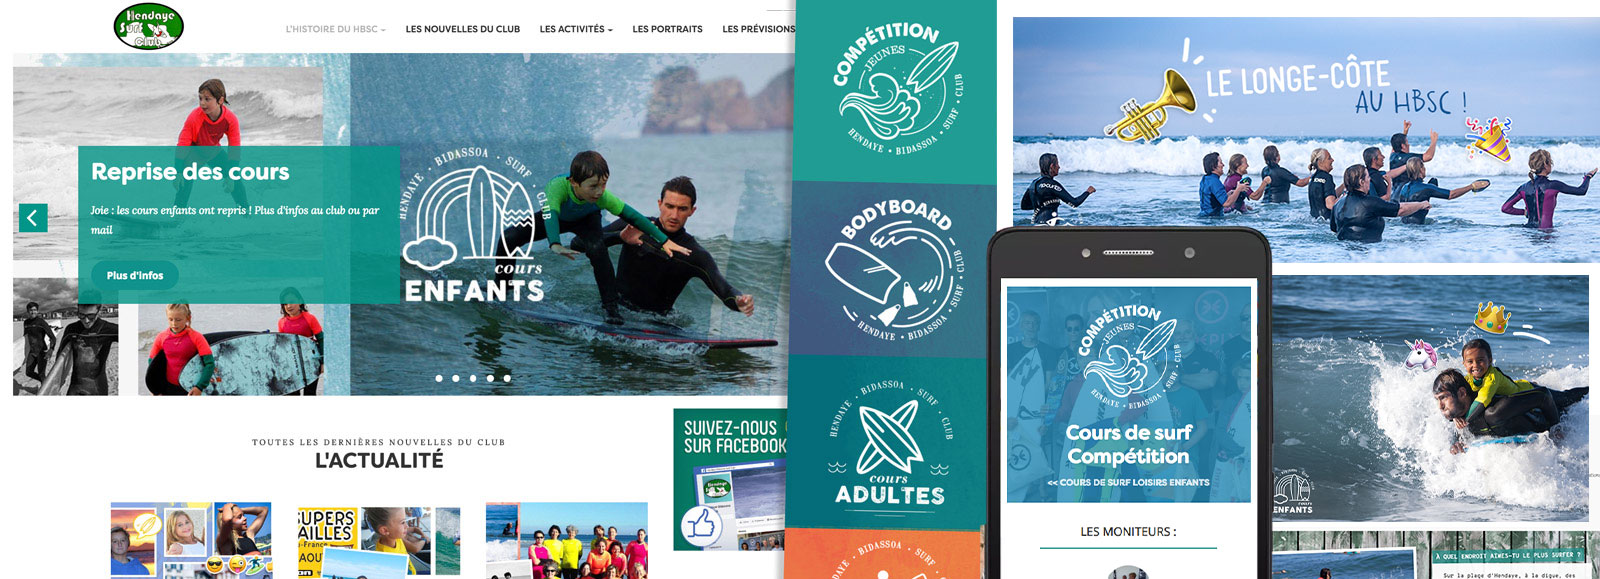 Hendaye
Surf
Club
L'HISTOIRE DU HBSC
LES NOUVELLES DU CLUB
LES ACTIVITÉS
LES PORTRAITS
LES PRÉVISIONS
Reprise des cours
Joie : les cours enfants ont repris ! Plus d'infos au club ou par
mail
Plus d'infos
HENDAYE · BIDASSOA · SURF · CLUB
cours
ENFANTS
TOUTES LES DERNIÈRES NOUVELLES DU CLUB
L'ACTUALITÉ
SUIVEZ-NOUS
SUR FACEBOOK
COMPÉTITION
JEUNES
HENDAYE · BIDASSOA · SURF · CLUB
BODYBOARD
HENDAYE · BIDASSOA · SURF · CLUB
HENDAYE · BIDASSOA · SURF · CLUB
cours
ADULTES
BIDASSOA · SURF
LE LONGE-CÔTE
AU HBSC !
COMPÉTITION
JEUNES
HENDAYE · BIDASSOA · SURF · CLUB
Cours de surf
Compétition
<< COURS DE SURF LOISIRS ENFANTS
LES MONITEURS :
cours
ENFANTS
À QUEL ENDROIT AIMES-TU LE PLUS SURFER ?
Sur la plage d'Hendaye, à la digue, des